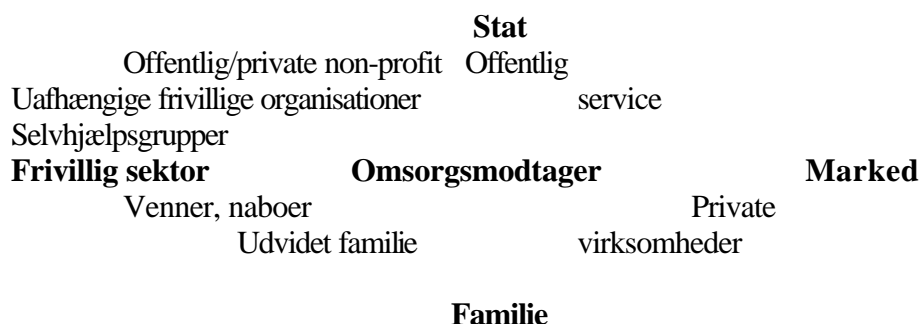 Stat
Offentlig/private non-profit Offentlig
Uafhængige frivillige organisationer service
Selvhjælpsgrupper
Frivillig sektor Omsorgsmodtager Marked
Venner, naboer Private
Udvidet familie virksomheder
Familie